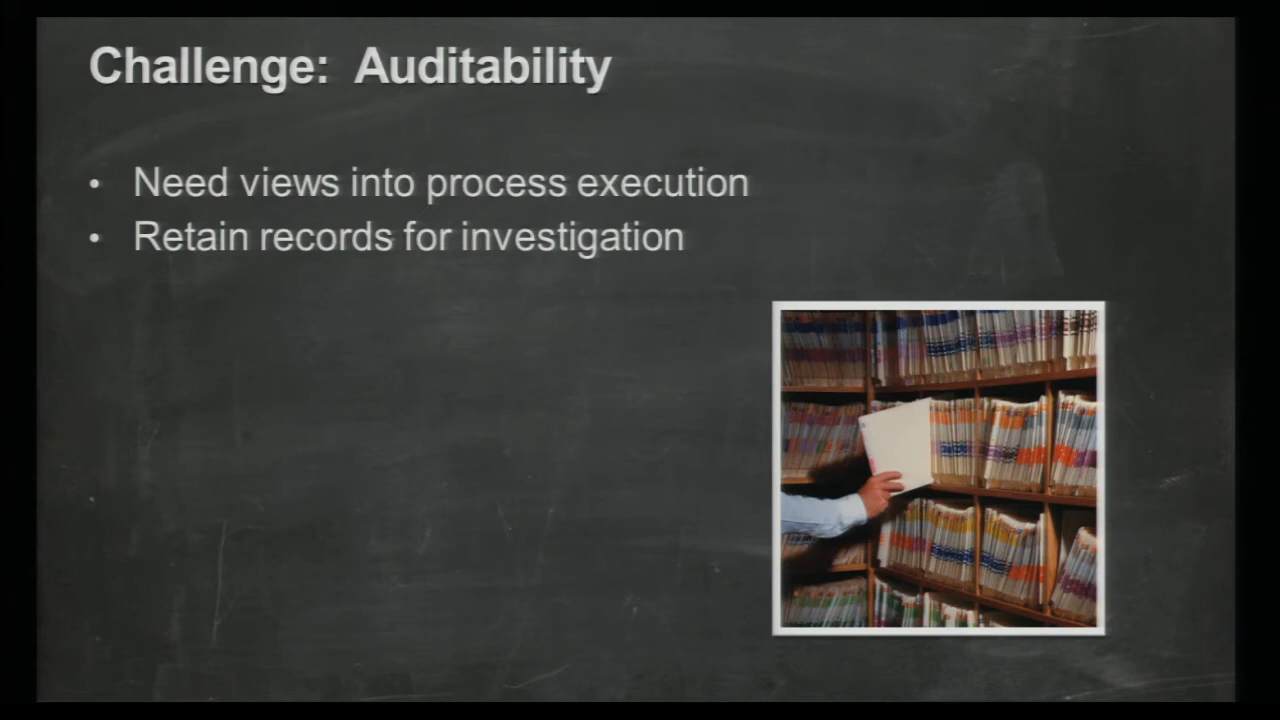 Challenge: Auditability
• Need views into process execution
• Retain records for investigation